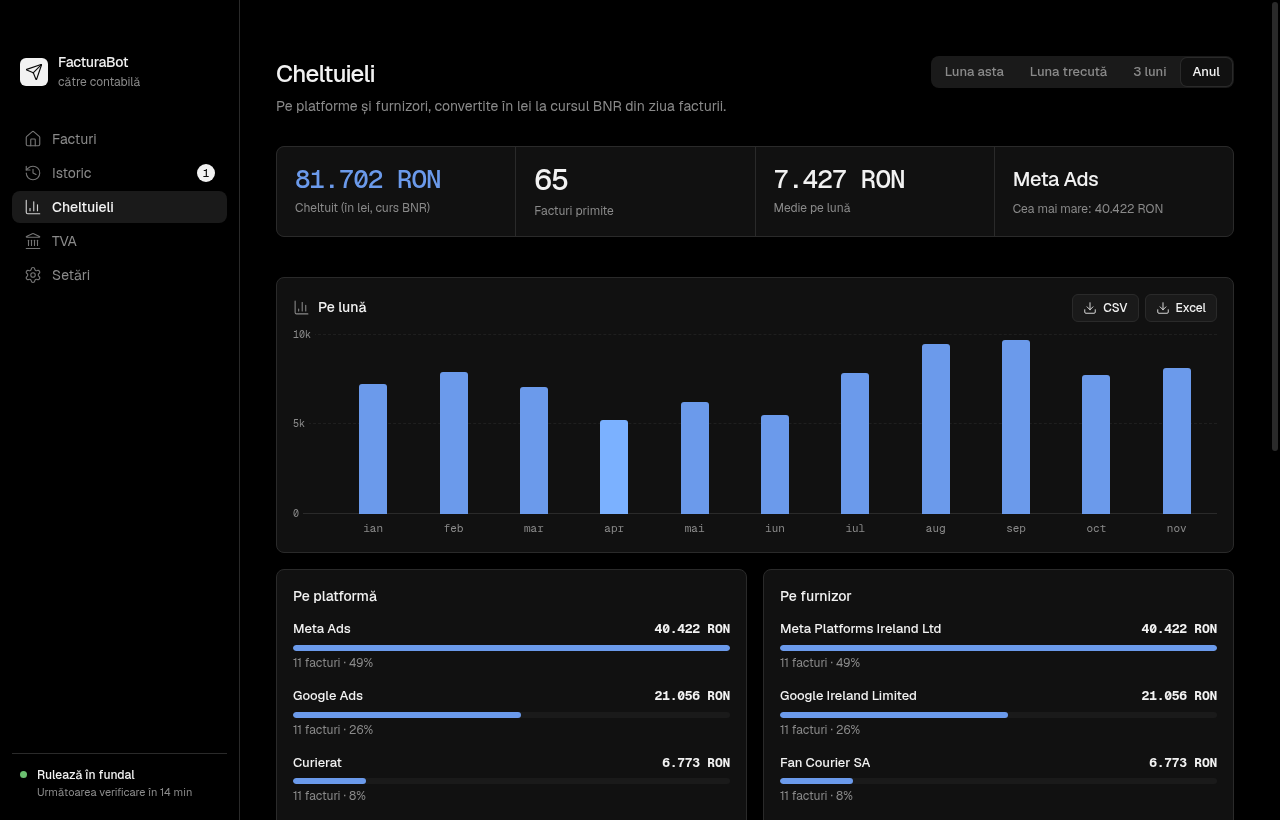 FacturaBot
către contabilă
Facturi
Istoric 1
Cheltuieli
TVA
Setări
Rulează în fundal
Următoarea verificare în 14 min
Cheltuieli
Pe platforme și furnizori, convertite în lei la cursul BNR din ziua facturii.
Luna asta Luna trecută 3 luni Anul
81.702 RON
Cheltuit (în lei, curs BNR)
65
Facturi primite
7.427 RON
Medie pe lună
Meta Ads
Cea mai mare: 40.422 RON
Pe lună
CSV Excel
10k
5k
0
ian feb mar apr mai iun iul aug sep oct nov
Pe platformă
Meta Ads 40.422 RON
11 facturi · 49%
Google Ads 21.056 RON
11 facturi · 26%
Curierat 6.773 RON
11 facturi · 8%
Pe furnizor
Meta Platforms Ireland Ltd 40.422 RON
11 facturi · 49%
Google Ireland Limited 21.056 RON
11 facturi · 26%
Fan Courier SA 6.773 RON
11 facturi · 8%